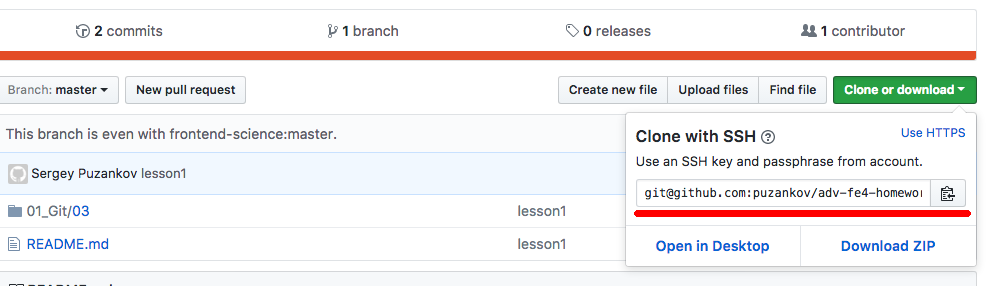 2 commits 1 branch 0 releases 1 contributor
Branch: master New pull request Create new file Upload files Find file Clone or download
This branch is even with frontend-science:master.
Clone with SSH Use HTTPS
Use an SSH key and passphrase from account.
Sergey Puzankov lesson1
git@github.com:puzankov/adv-fe4-homewor
01_Git/03 lesson1
README.md lesson1
Open in Desktop Download ZIP